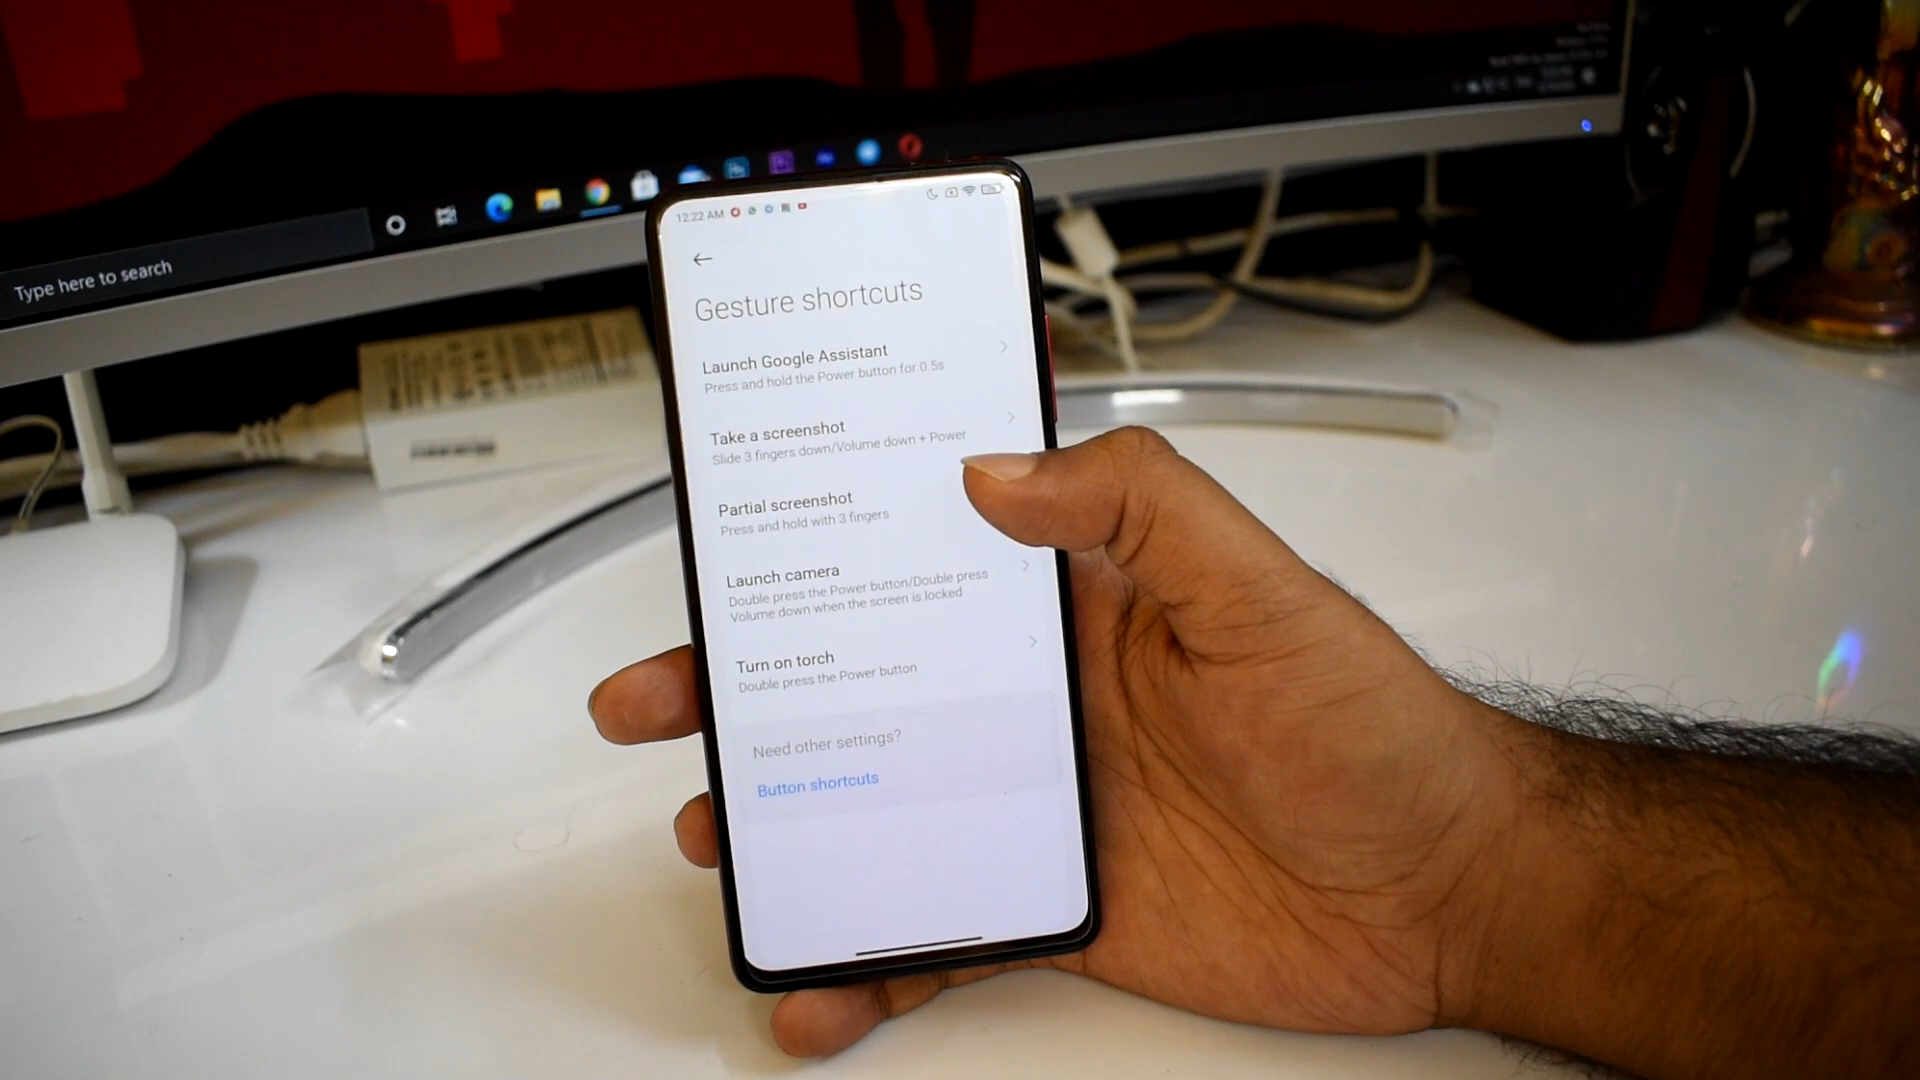 Type here to search
12:22 AM
Gesture shortcuts
Launch Google Assistant
Press and hold the Power button for 0.5s
Take a screenshot
Slide 3 fingers down/Volume down + Power
Partial screenshot
Press and hold with 3 fingers
Launch camera
Double press the Power button/Double press
Volume down when the screen is locked
Turn on torch
Double press the Power button
Need other settings?
Button shortcuts